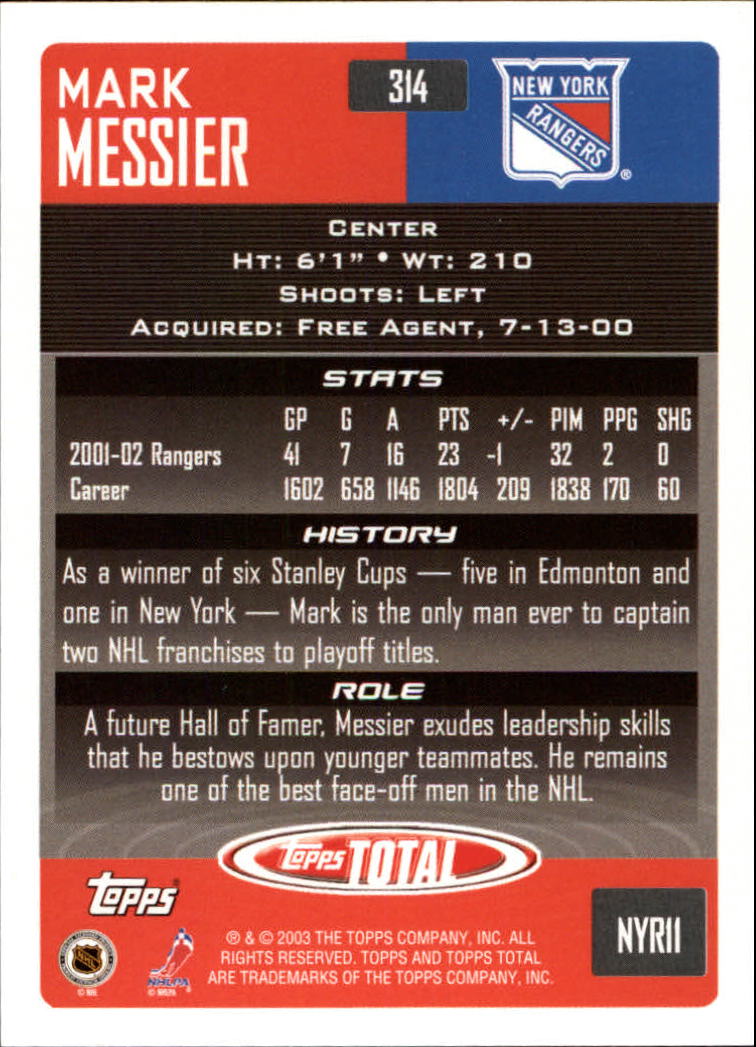 MARK
MESSIER
314
NEW YORK
RANGERS
®
CENTER
HT: 6'1" • WT: 210
SHOOTS: LEFT
ACQUIRED: FREE AGENT, 7-13-00
STATS
GP G A PTS +/- PIM PPG SHG
2001-02 Rangers 41 7 16 23 -1 32 2 0
Career 1602 658 1146 1804 209 1838 170 60
HISTORY
As a winner of six Stanley Cups — five in Edmonton and
one in New York — Mark is the only man ever to captain
two NHL franchises to playoff titles.
ROLE
A future Hall of Famer, Messier exudes leadership skills
that he bestows upon younger teammates. He remains
one of the best face-off men in the NHL.
topps TOTAL
topps®
NHL
© NHL
NHLPA
© NHLPA
® & © 2003 THE TOPPS COMPANY, INC. ALL
RIGHTS RESERVED. TOPPS AND TOPPS TOTAL
ARE TRADEMARKS OF THE TOPPS COMPANY, INC.
NYR11